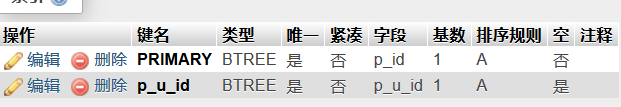 操作 键名 类型 唯一 紧凑 字段 基数 排序规则 空 注释
编辑 删除 PRIMARY BTREE 是 否 p_id 1 A 否
编辑 删除 p_u_id BTREE 是 否 p_u_id 1 A 是